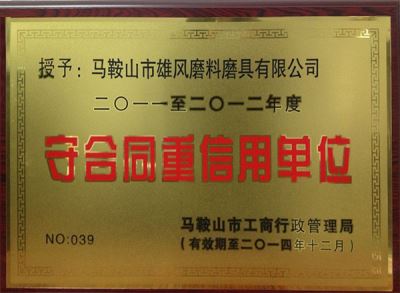 授予：马鞍山市雄风磨料磨具有限公司
二〇一一至二〇一二年度
守合同重信用单位
马鞍山市工商行政管理局
NO:039
(有效期至二〇一四年十二月)